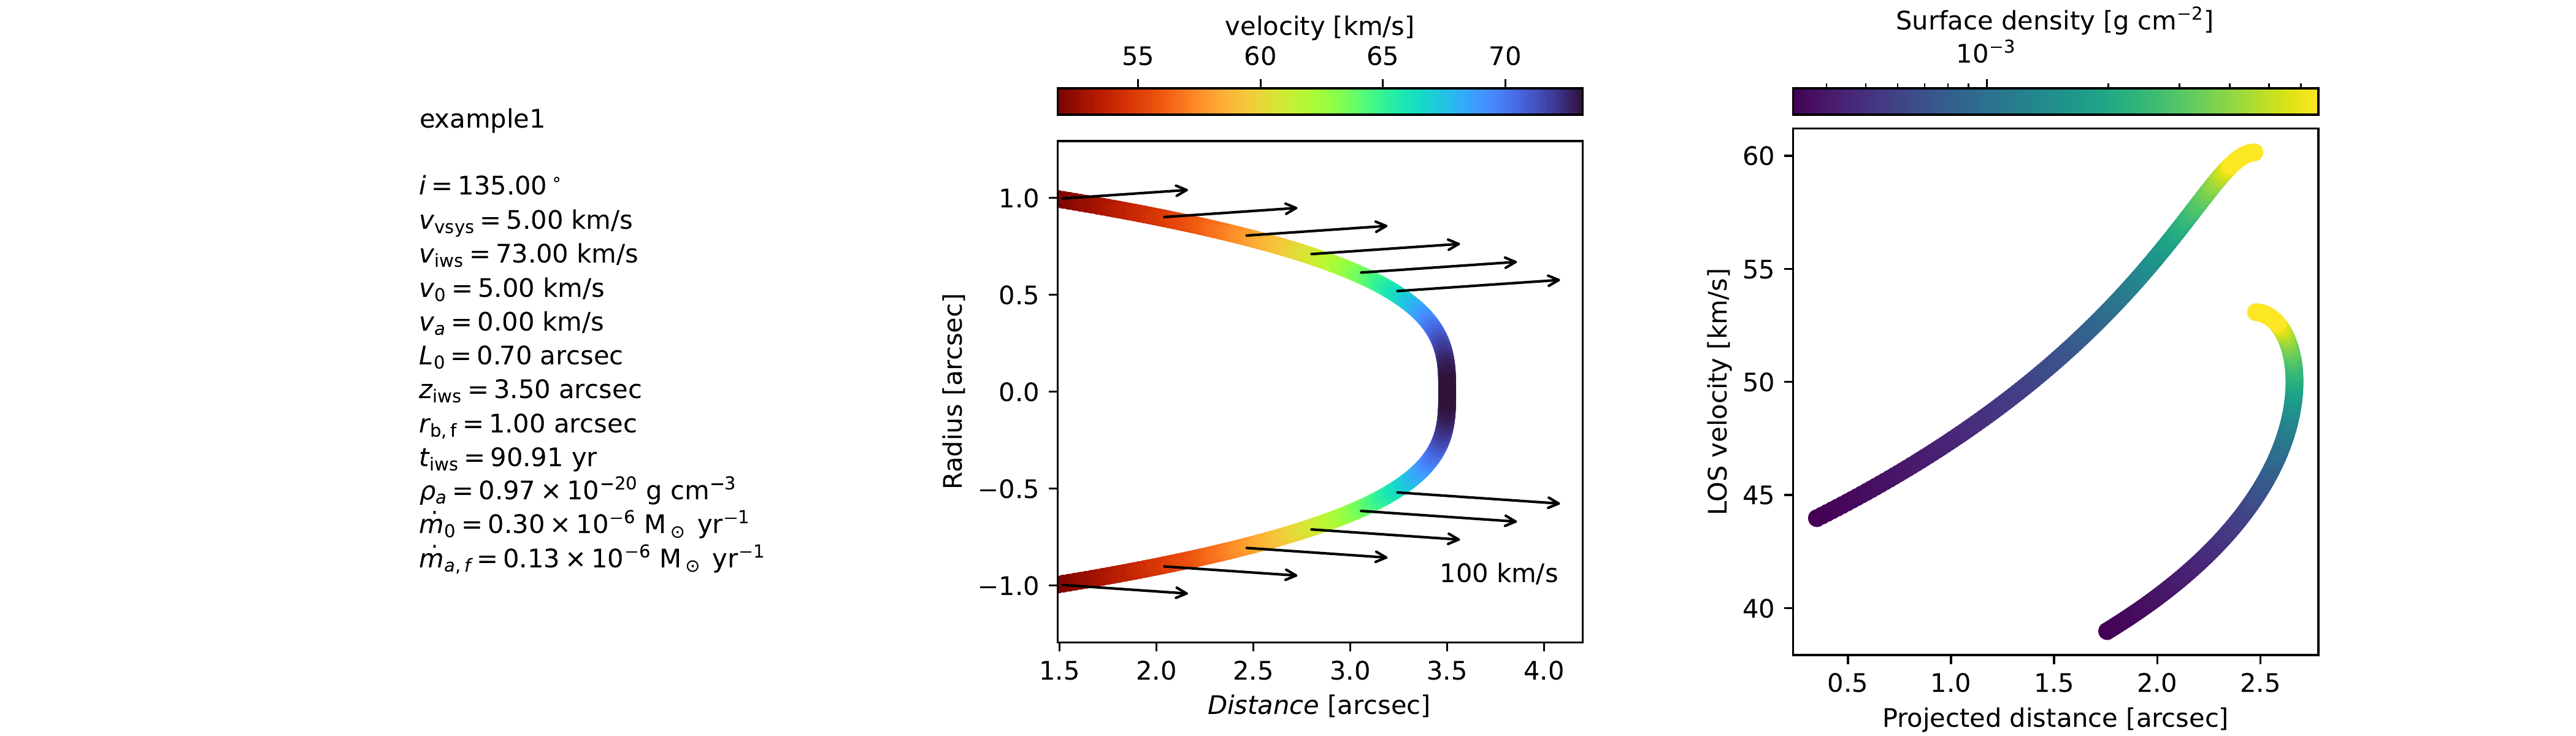 example1
i = 135.00°
v_vsys = 5.00 km/s
v_iws = 73.00 km/s
v_0 = 5.00 km/s
v_a = 0.00 km/s
L_0 = 0.70 arcsec
z_iws = 3.50 arcsec
r_b,f = 1.00 arcsec
t_iws = 90.91 yr
ρ_a = 0.97 × 10^−20 g cm^−3
ṁ_0 = 0.30 × 10^−6 M_⊙ yr^−1
ṁ_a,f = 0.13 × 10^−6 M_⊙ yr^−1
velocity [km/s]
55 60 65 70
1.0
0.5
0.0
−0.5
−1.0
Radius [arcsec]
100 km/s
1.5 2.0 2.5 3.0 3.5 4.0
Distance [arcsec]
Surface density [g cm^−2]
10^−3
60
55
50
45
40
LOS velocity [km/s]
0.5 1.0 1.5 2.0 2.5
Projected distance [arcsec]